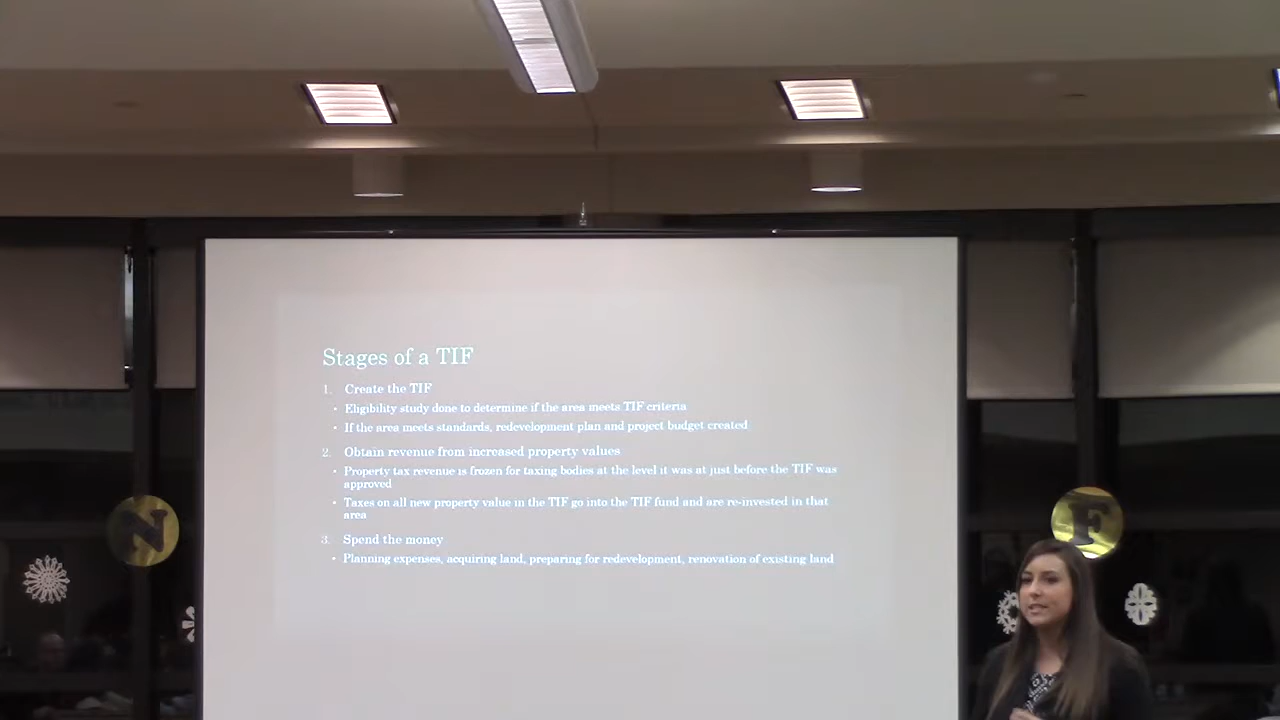 Stages of a TIF
1. Create the TIF
• Eligibility study done to determine if the area meets TIF criteria
• If the area meets standards, redevelopment plan and project budget created
2. Obtain revenue from increased property values
• Property tax revenue is frozen for taxing bodies at the level it was at just before the TIF was
approved
• Taxes on all new property value in the TIF go into the TIF fund and are re-invested in that
area
3. Spend the money
• Planning expenses, acquiring land, preparing for redevelopment, renovation of existing land
N
F